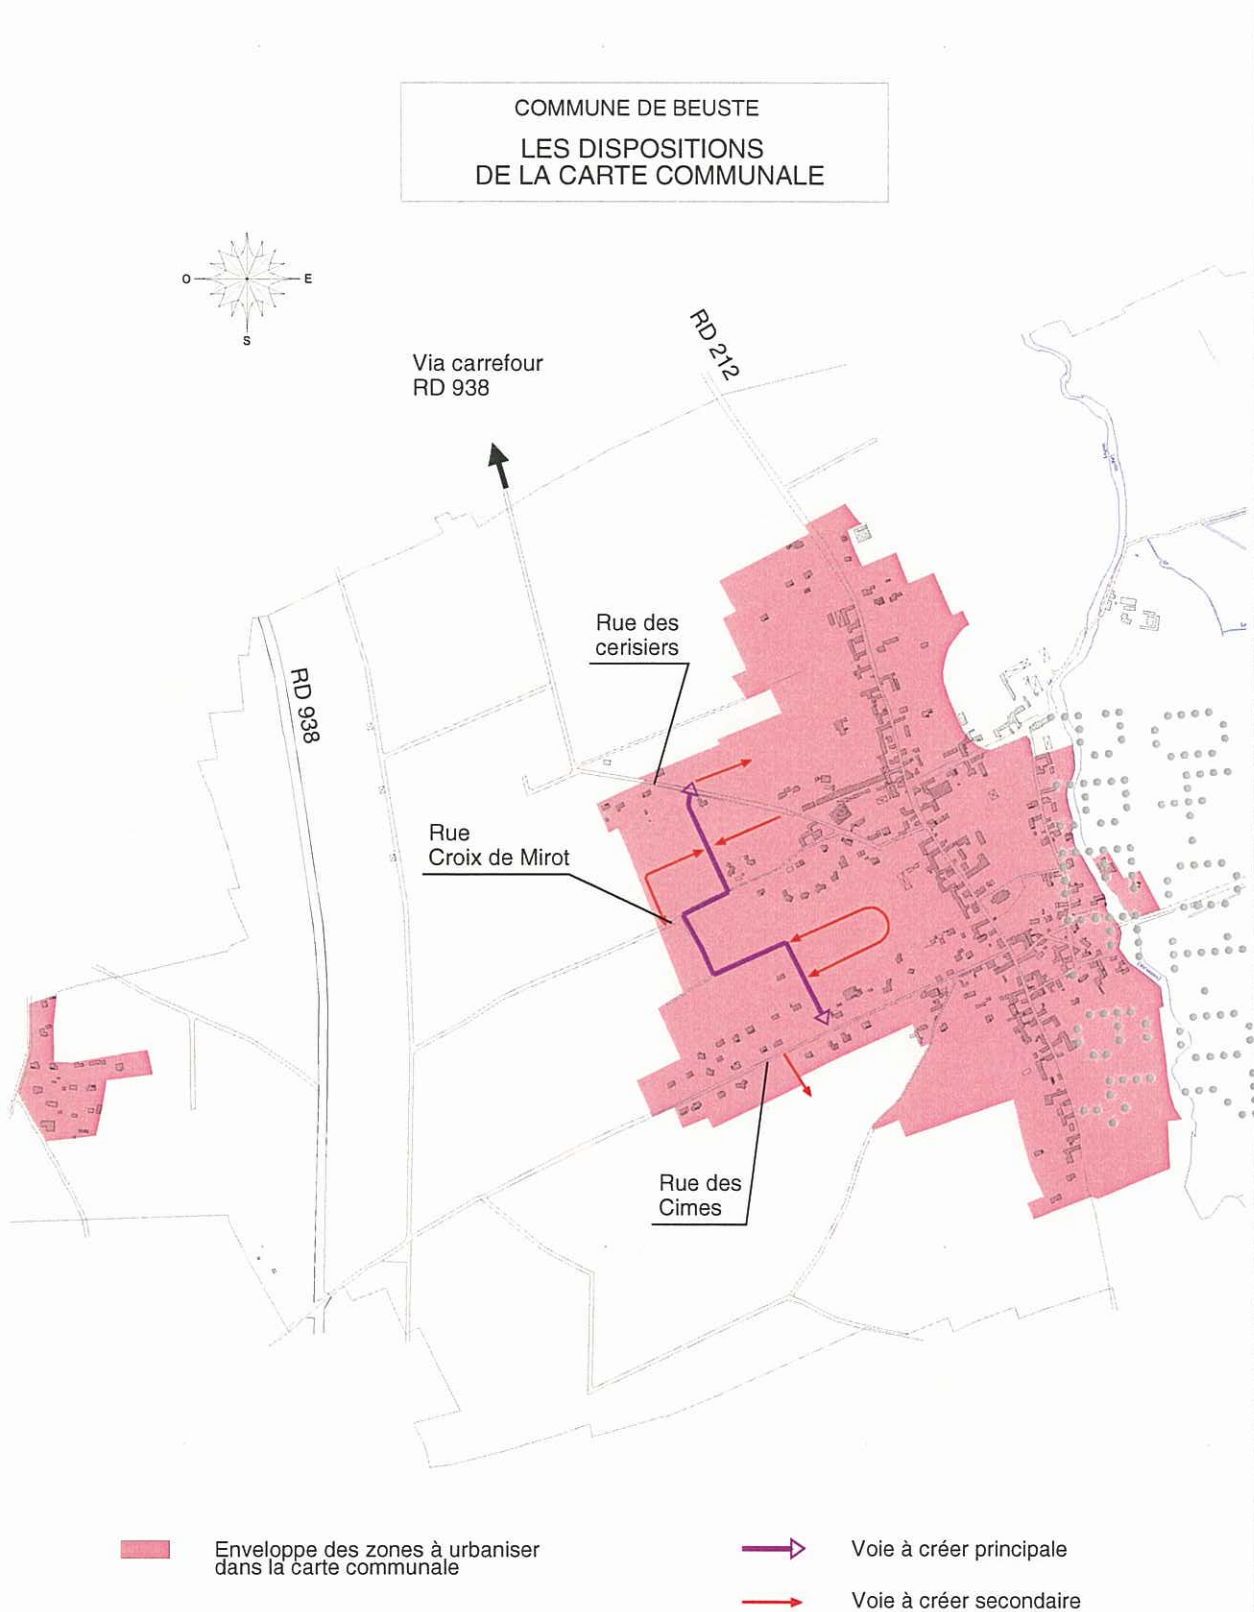 COMMUNE DE BEUSTE
LES DISPOSITIONS
DE LA CARTE COMMUNALE
O
E
S
RD 212
Via carrefour
RD 938
Rue des
cerisiers
RD 938
Rue
Croix de Mirot
Rue des
Cimes
Enveloppe des zones à urbaniser
dans la carte communale
Voie à créer principale
Voie à créer secondaire